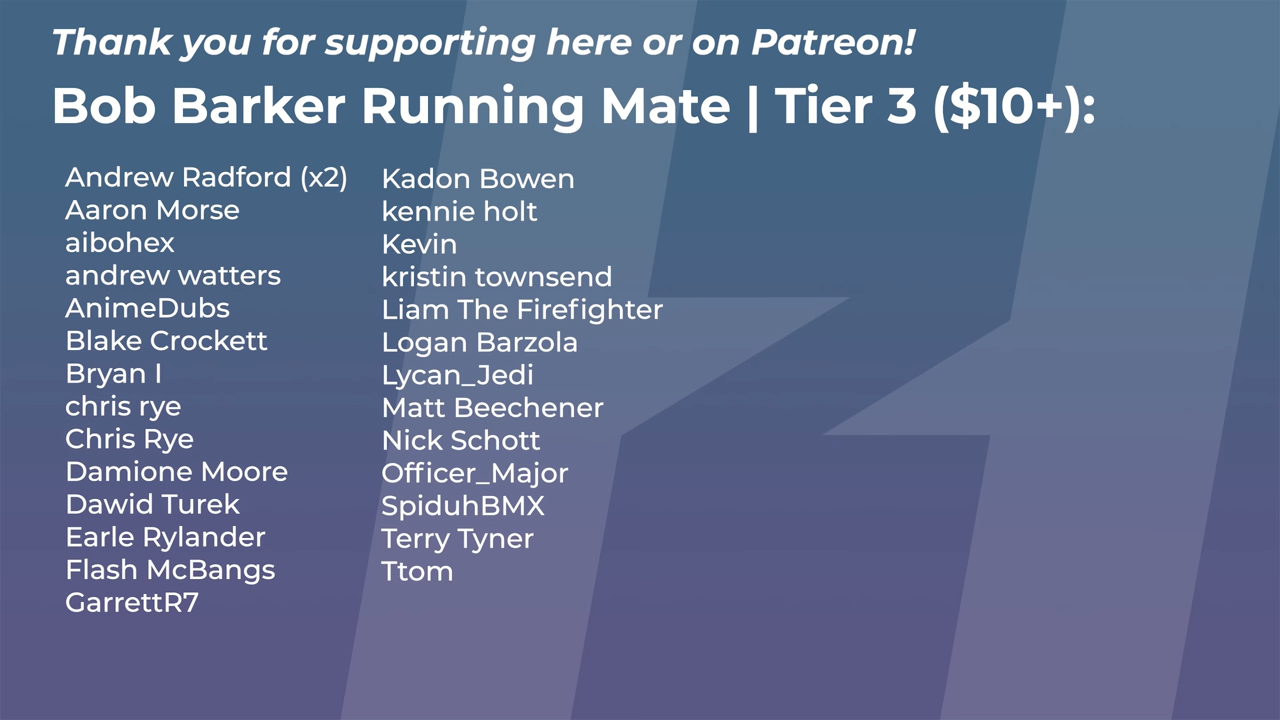 Thank you for supporting here or on Patreon!
Bob Barker Running Mate | Tier 3 ($10+):
Andrew Radford (x2)
Aaron Morse
aibohex
andrew watters
AnimeDubs
Blake Crockett
Bryan I
chris rye
Chris Rye
Damione Moore
Dawid Turek
Earle Rylander
Flash McBangs
GarrettR7
Kadon Bowen
kennie holt
Kevin
kristin townsend
Liam The Firefighter
Logan Barzola
Lycan_Jedi
Matt Beechener
Nick Schott
Officer_Major
SpiduhBMX
Terry Tyner
Ttom